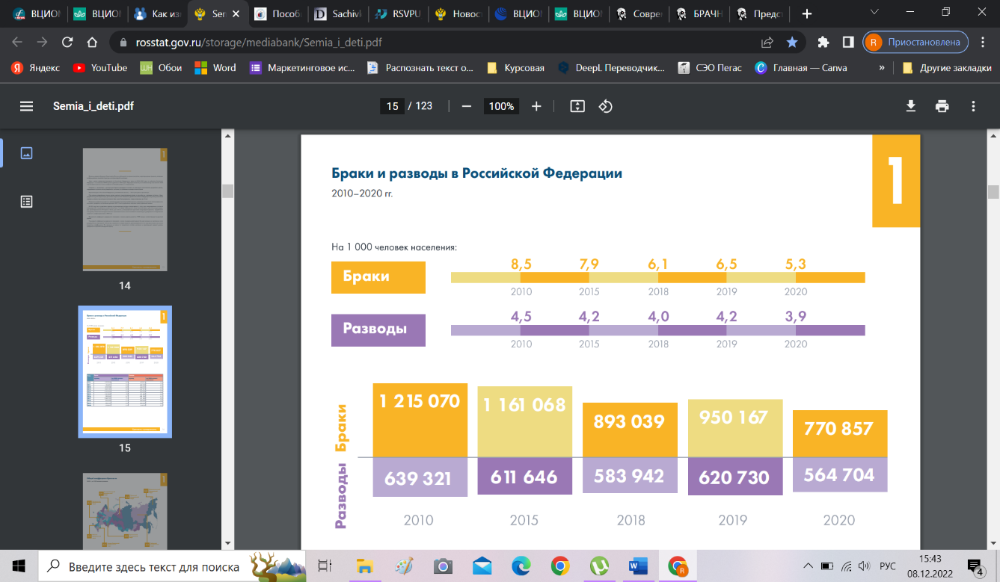 ВЦИОМ
ВЦИОМ
Как из
Sem
Пособ
Sachivk
RSVPU
Новос
ВЦИОМ
ВЦИОМ
Соврем
БРАЧН
Предс
rosstat.gov.ru/storage/mediabank/Semia_i_deti.pdf
R
Приостановлена
Яндекс
YouTube
Обои
Word
Маркетинговое ис...
Распознать текст о...
Курсовая
DeepL Переводчик...
СЭО Пегас
Главная — Canva
»
Другие закладки
Semia_i_deti.pdf
15 / 123
100%
14
15
1
Браки и разводы в Российской Федерации
2010–2020 гг.
На 1 000 человек населения:
Браки
8,5 7,9 6,1 6,5 5,3
2010 2015 2018 2019 2020
Разводы
4,5 4,2 4,0 4,2 3,9
2010 2015 2018 2019 2020
Браки
1 215 070 1 161 068 893 039 950 167 770 857
Разводы
639 321 611 646 583 942 620 730 564 704
2010 2015 2018 2019 2020
Введите здесь текст для поиска
РУС
15:43
08.12.2022
4